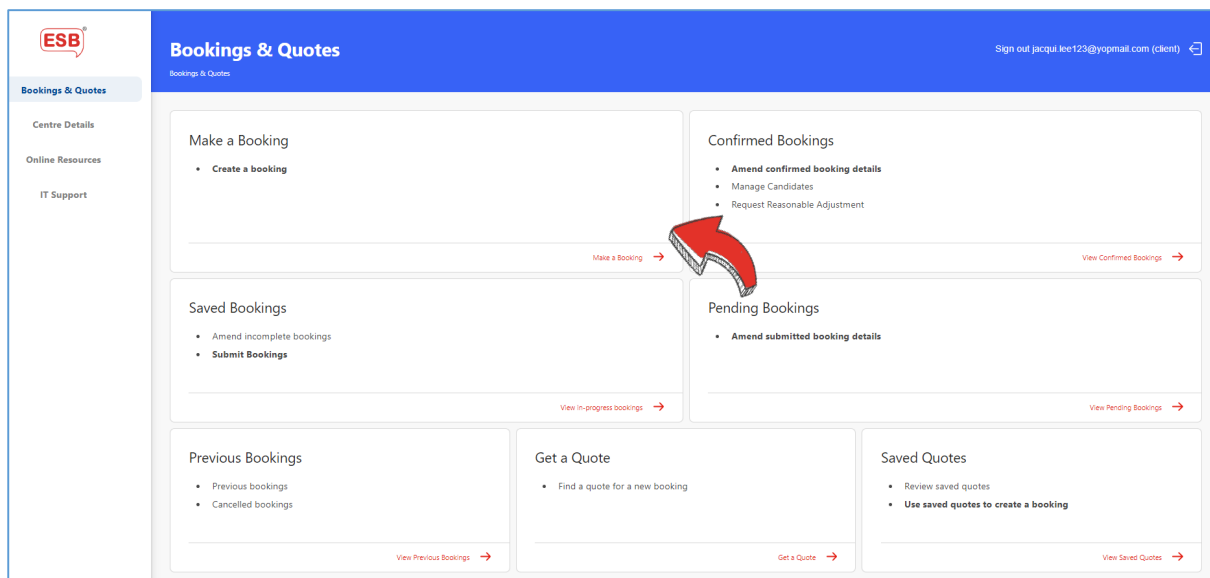 ESB
Bookings & Quotes
Sign out jacqui.lee123@yopmail.com (client)
Bookings & Quotes
Bookings & Quotes
Centre Details
Online Resources
IT Support
Make a Booking
• Create a booking
Make a Booking
Confirmed Bookings
• Amend confirmed booking details
• Manage Candidates
• Request Reasonable Adjustment
View Confirmed Bookings
Saved Bookings
• Amend incomplete bookings
• Submit Bookings
View in-progress bookings
Pending Bookings
• Amend submitted booking details
View Pending Bookings
Previous Bookings
• Previous bookings
• Cancelled bookings
View Previous Bookings
Get a Quote
• Find a quote for a new booking
Get a Quote
Saved Quotes
• Review saved quotes
• Use saved quotes to create a booking
View Saved Quotes